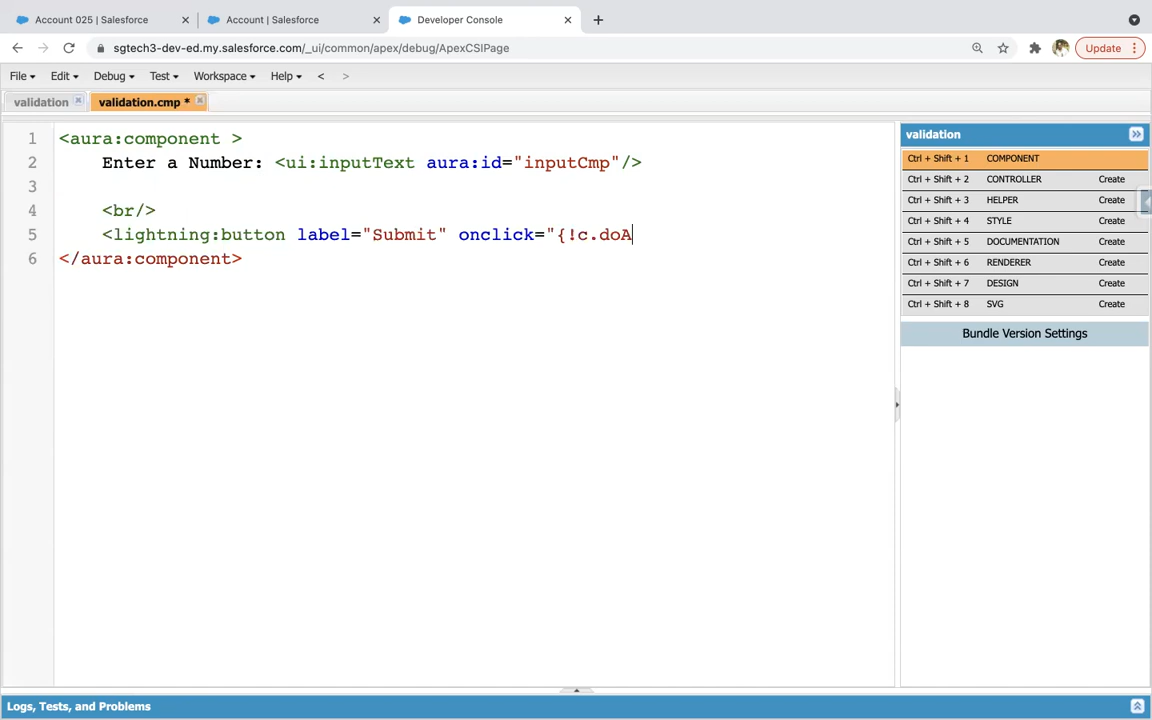 Account 025 | Salesforce
Account | Salesforce
Developer Console
sgtech3-dev-ed.my.salesforce.com/_ui/common/apex/debug/ApexCSIPage
Update
File Edit Debug Test Workspace Help < >
validation
validation.cmp *
1 <aura:component >
2 Enter a Number: <ui:inputText aura:id="inputCmp"/>
3
4 <br/>
5 <lightning:button label="Submit" onclick="{!c.doA
6 </aura:component>
validation
Ctrl + Shift + 1 COMPONENT
Ctrl + Shift + 2 CONTROLLER Create
Ctrl + Shift + 3 HELPER Create
Ctrl + Shift + 4 STYLE Create
Ctrl + Shift + 5 DOCUMENTATION Create
Ctrl + Shift + 6 RENDERER Create
Ctrl + Shift + 7 DESIGN Create
Ctrl + Shift + 8 SVG Create
Bundle Version Settings
Logs, Tests, and Problems